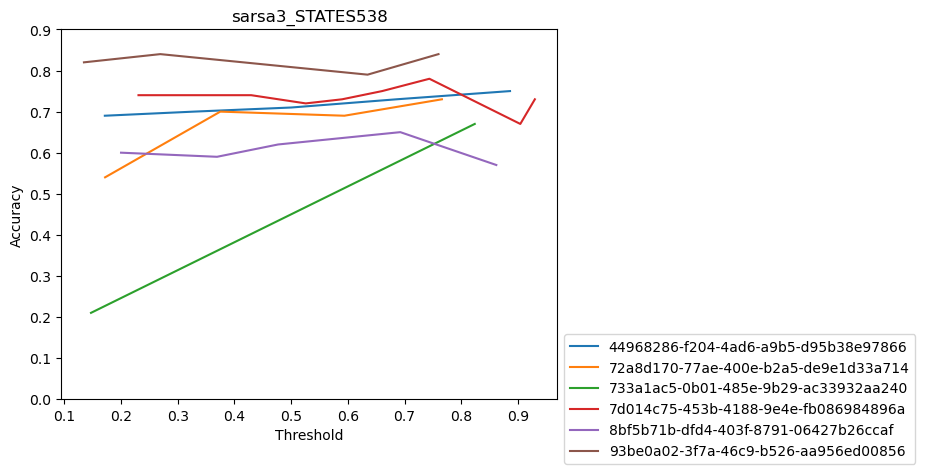 sarsa3_STATES538
0.9
0.8
0.7
0.6
0.5
0.4
0.3
0.2
0.1
0.0
Accuracy
0.1 0.2 0.3 0.4 0.5 0.6 0.7 0.8 0.9
Threshold
44968286-f204-4ad6-a9b5-d95b38e97866
72a8d170-77ae-400e-b2a5-de9e1d33a714
733a1ac5-0b01-485e-9b29-ac33932aa240
7d014c75-453b-4188-9e4e-fb086984896a
8bf5b71b-dfd4-403f-8791-06427b26ccaf
93be0a02-3f7a-46c9-b526-aa956ed00856